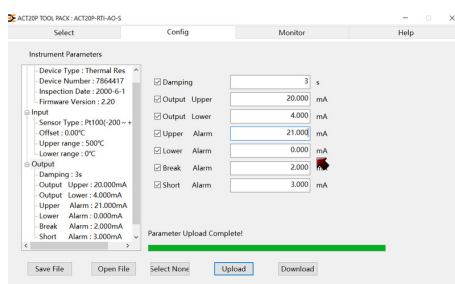 ACT20P TOOL PACK : ACT20P-RTI-AO-S
Select Config Monitor Help
Instrument Parameters
Device Type : Thermal Res
Device Number : 7864417
Inspection Date : 2000-6-1
Firmware Version : 2.20
Input
Sensor Type : Pt100(-200 ~ +
Offset : 0.00°C
Upper range : 500°C
Lower range : 0°C
Output
Damping : 3s
Output Upper : 20.000mA
Output Lower : 4.000mA
Upper Alarm : 21.000mA
Lower Alarm : 0.000mA
Break Alarm : 2.000mA
Short Alarm : 3.000mA
Damping 3 s
Output Upper 20.000 mA
Output Lower 4.000 mA
Upper Alarm 21.000 mA
Lower Alarm 0.000 mA
Break Alarm 2.000 mA
Short Alarm 3.000 mA
Parameter Upload Complete!
Save File Open File Select None Upload Download